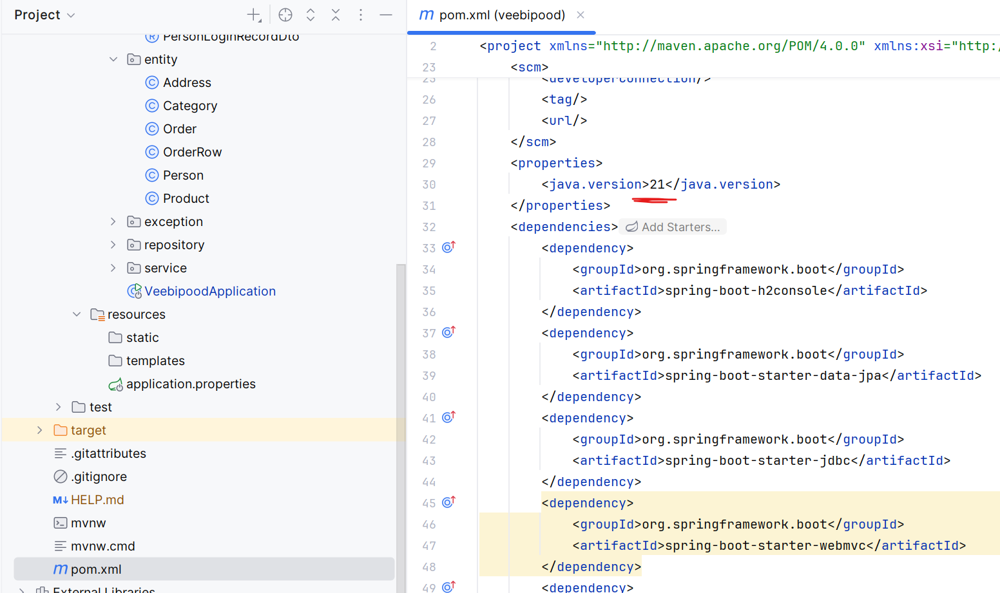 Project
PersonLoginRecordDto
entity
Address
Category
Order
OrderRow
Person
Product
exception
repository
service
VeebipoodApplication
resources
static
templates
application.properties
test
target
.gitattributes
.gitignore
HELP.md
mvnw
mvnw.cmd
pom.xml
External Libraries
pom.xml (veebipood)
2 <project xmlns="http://maven.apache.org/POM/4.0.0" xmlns:xsi="http:/
23 <scm>
25 <developerConnection/>
26 <tag/>
27 <url/>
28 </scm>
29 <properties>
30 <java.version>21</java.version>
31 </properties>
32 <dependencies> Add Starters...
33 <dependency>
34 <groupId>org.springframework.boot</groupId>
35 <artifactId>spring-boot-h2console</artifactId>
36 </dependency>
37 <dependency>
38 <groupId>org.springframework.boot</groupId>
39 <artifactId>spring-boot-starter-data-jpa</artifactId>
40 </dependency>
41 <dependency>
42 <groupId>org.springframework.boot</groupId>
43 <artifactId>spring-boot-starter-jdbc</artifactId>
44 </dependency>
45 <dependency>
46 <groupId>org.springframework.boot</groupId>
47 <artifactId>spring-boot-starter-webmvc</artifactId>
48 </dependency>
49 <dependency>